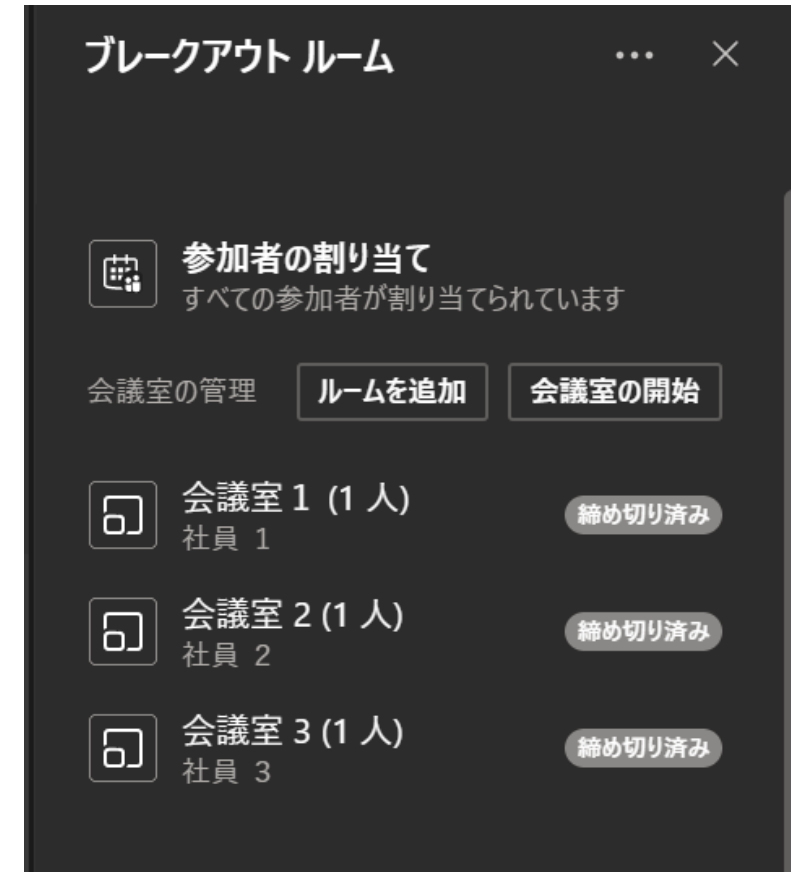 ブレークアウト ルーム
参加者の割り当て
すべての参加者が割り当てられています
会議室の管理 ルームを追加 会議室の開始
会議室 1 (1 人) 締め切り済み
社員 1
会議室 2 (1 人) 締め切り済み
社員 2
会議室 3 (1 人) 締め切り済み
社員 3